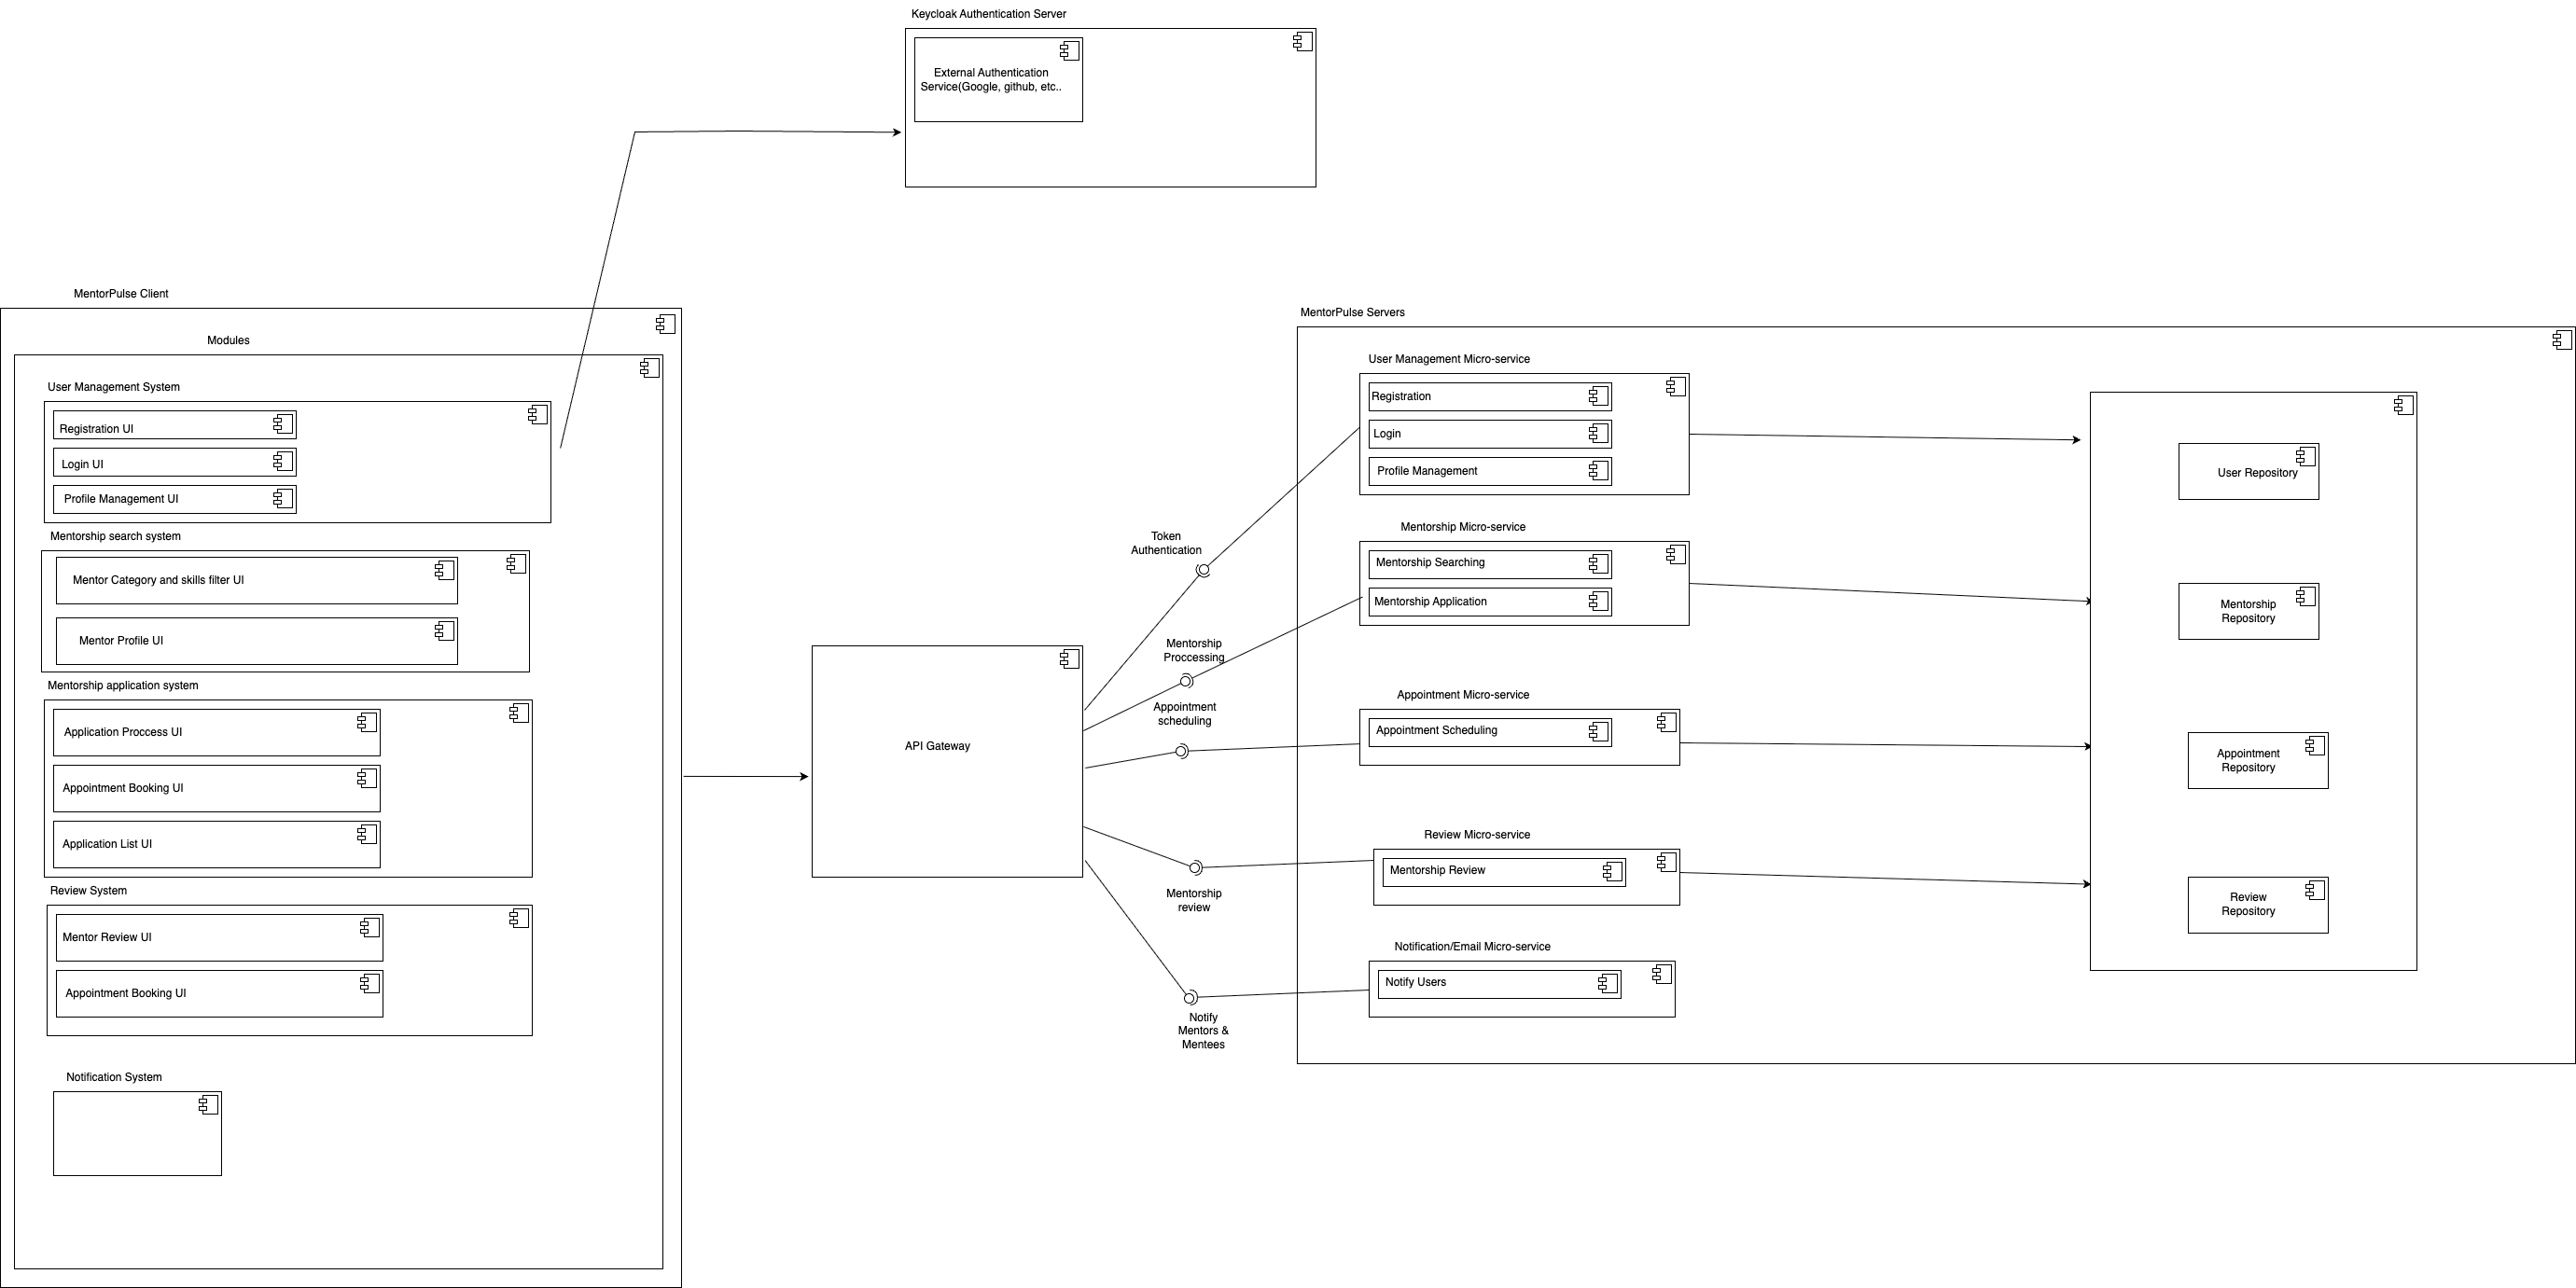 Keycloak Authentication Server
External Authentication
Service(Google, github, etc..
MentorPulse Client
Modules
User Management System
Registration UI
Login UI
Profile Management UI
Mentorship search system
Mentor Category and skills filter UI
Mentor Profile UI
Mentorship application system
Application Proccess UI
Appointment Booking UI
Application List UI
Review System
Mentor Review UI
Appointment Booking UI
Notification System
API Gateway
Token
Authentication
Mentorship
Proccessing
Appointment
scheduling
Mentorship
review
Notify
Mentors &
Mentees
MentorPulse Servers
User Management Micro-service
Registration
Login
Profile Management
Mentorship Micro-service
Mentorship Searching
Mentorship Application
Appointment Micro-service
Appointment Scheduling
Review Micro-service
Mentorship Review
Notification/Email Micro-service
Notify Users
User Repository
Mentorship
Repository
Appointment
Repository
Review
Repository